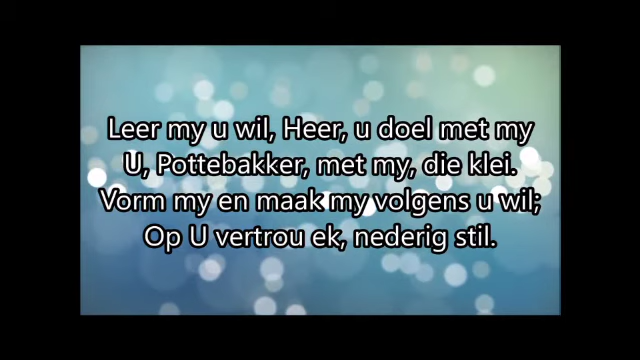 Leer my u wil, Heer, u doel met my
U, Pottebakker, met my, die klei.
Vorm my en maak my volgens u wil;
Op U vertrou ek, nederig stil.